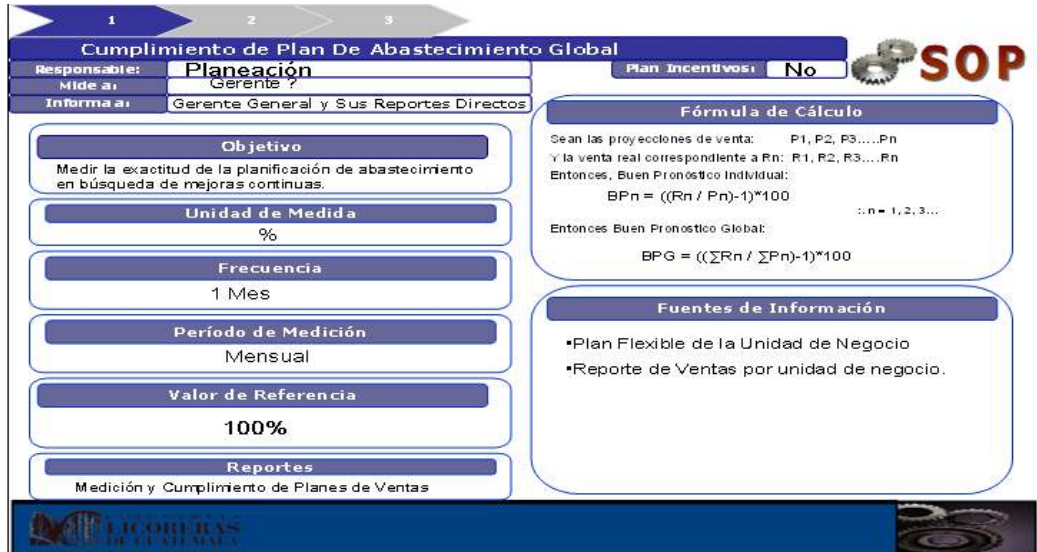 1 2 3
Cumplimiento de Plan De Abastecimiento Global
SOP
Responsable: Planeación
Plan Incentivos: No
Mide a: Gerente ?
Informa a: Gerente General y Sus Reportes Directos
Objetivo
Medir la exactitud de la planificación de abastecimiento
en búsqueda de mejoras continuas.
Unidad de Medida
%
Frecuencia
1 Mes
Período de Medición
Mensual
Valor de Referencia
100%
Reportes
Medición y Cumplimiento de Planes de Ventas
Fórmula de Cálculo
Sean las proyecciones de venta: P1, P2, P3.....Pn
Y la venta real correspondiente a Rn: R1, R2, R3....Rn
Entonces, Buen Pronóstico Individual:
BPn = ((Rn / Pn)-1)*100
:. n = 1, 2, 3...
Entonces Buen Pronostico Global:
BPG = ((∑Rn / ∑Pn)-1)*100
Fuentes de Información
▪Plan Flexible de la Unidad de Negocio
▪Reporte de Ventas por unidad de negocio.
LICORERAS
DE GUATEMALA